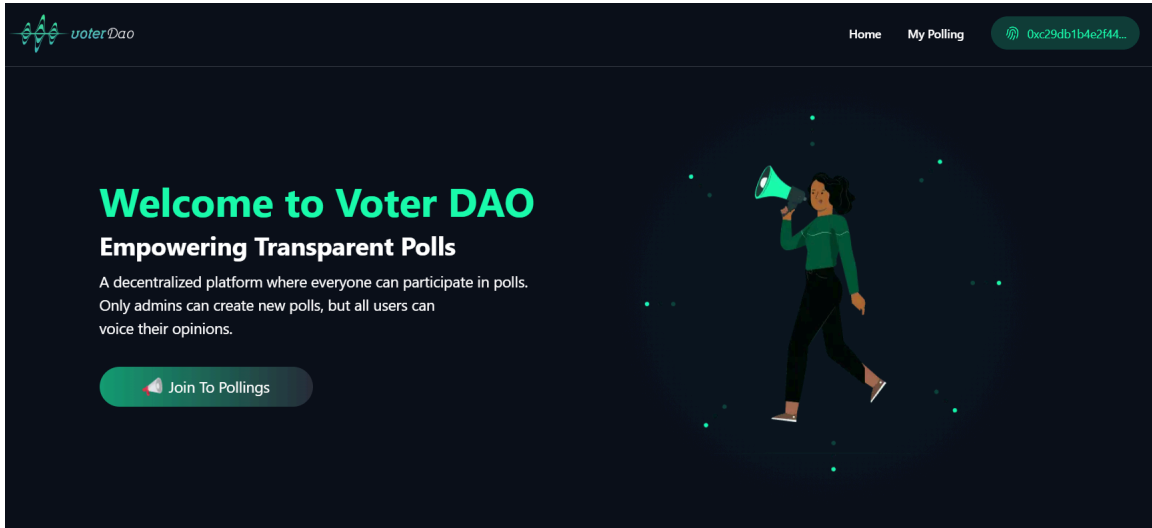 voterDao
Home
My Polling
0xc29db1b4e2f44...
Welcome to Voter DAO
Empowering Transparent Polls
A decentralized platform where everyone can participate in polls.
Only admins can create new polls, but all users can
voice their opinions.
Join To Pollings